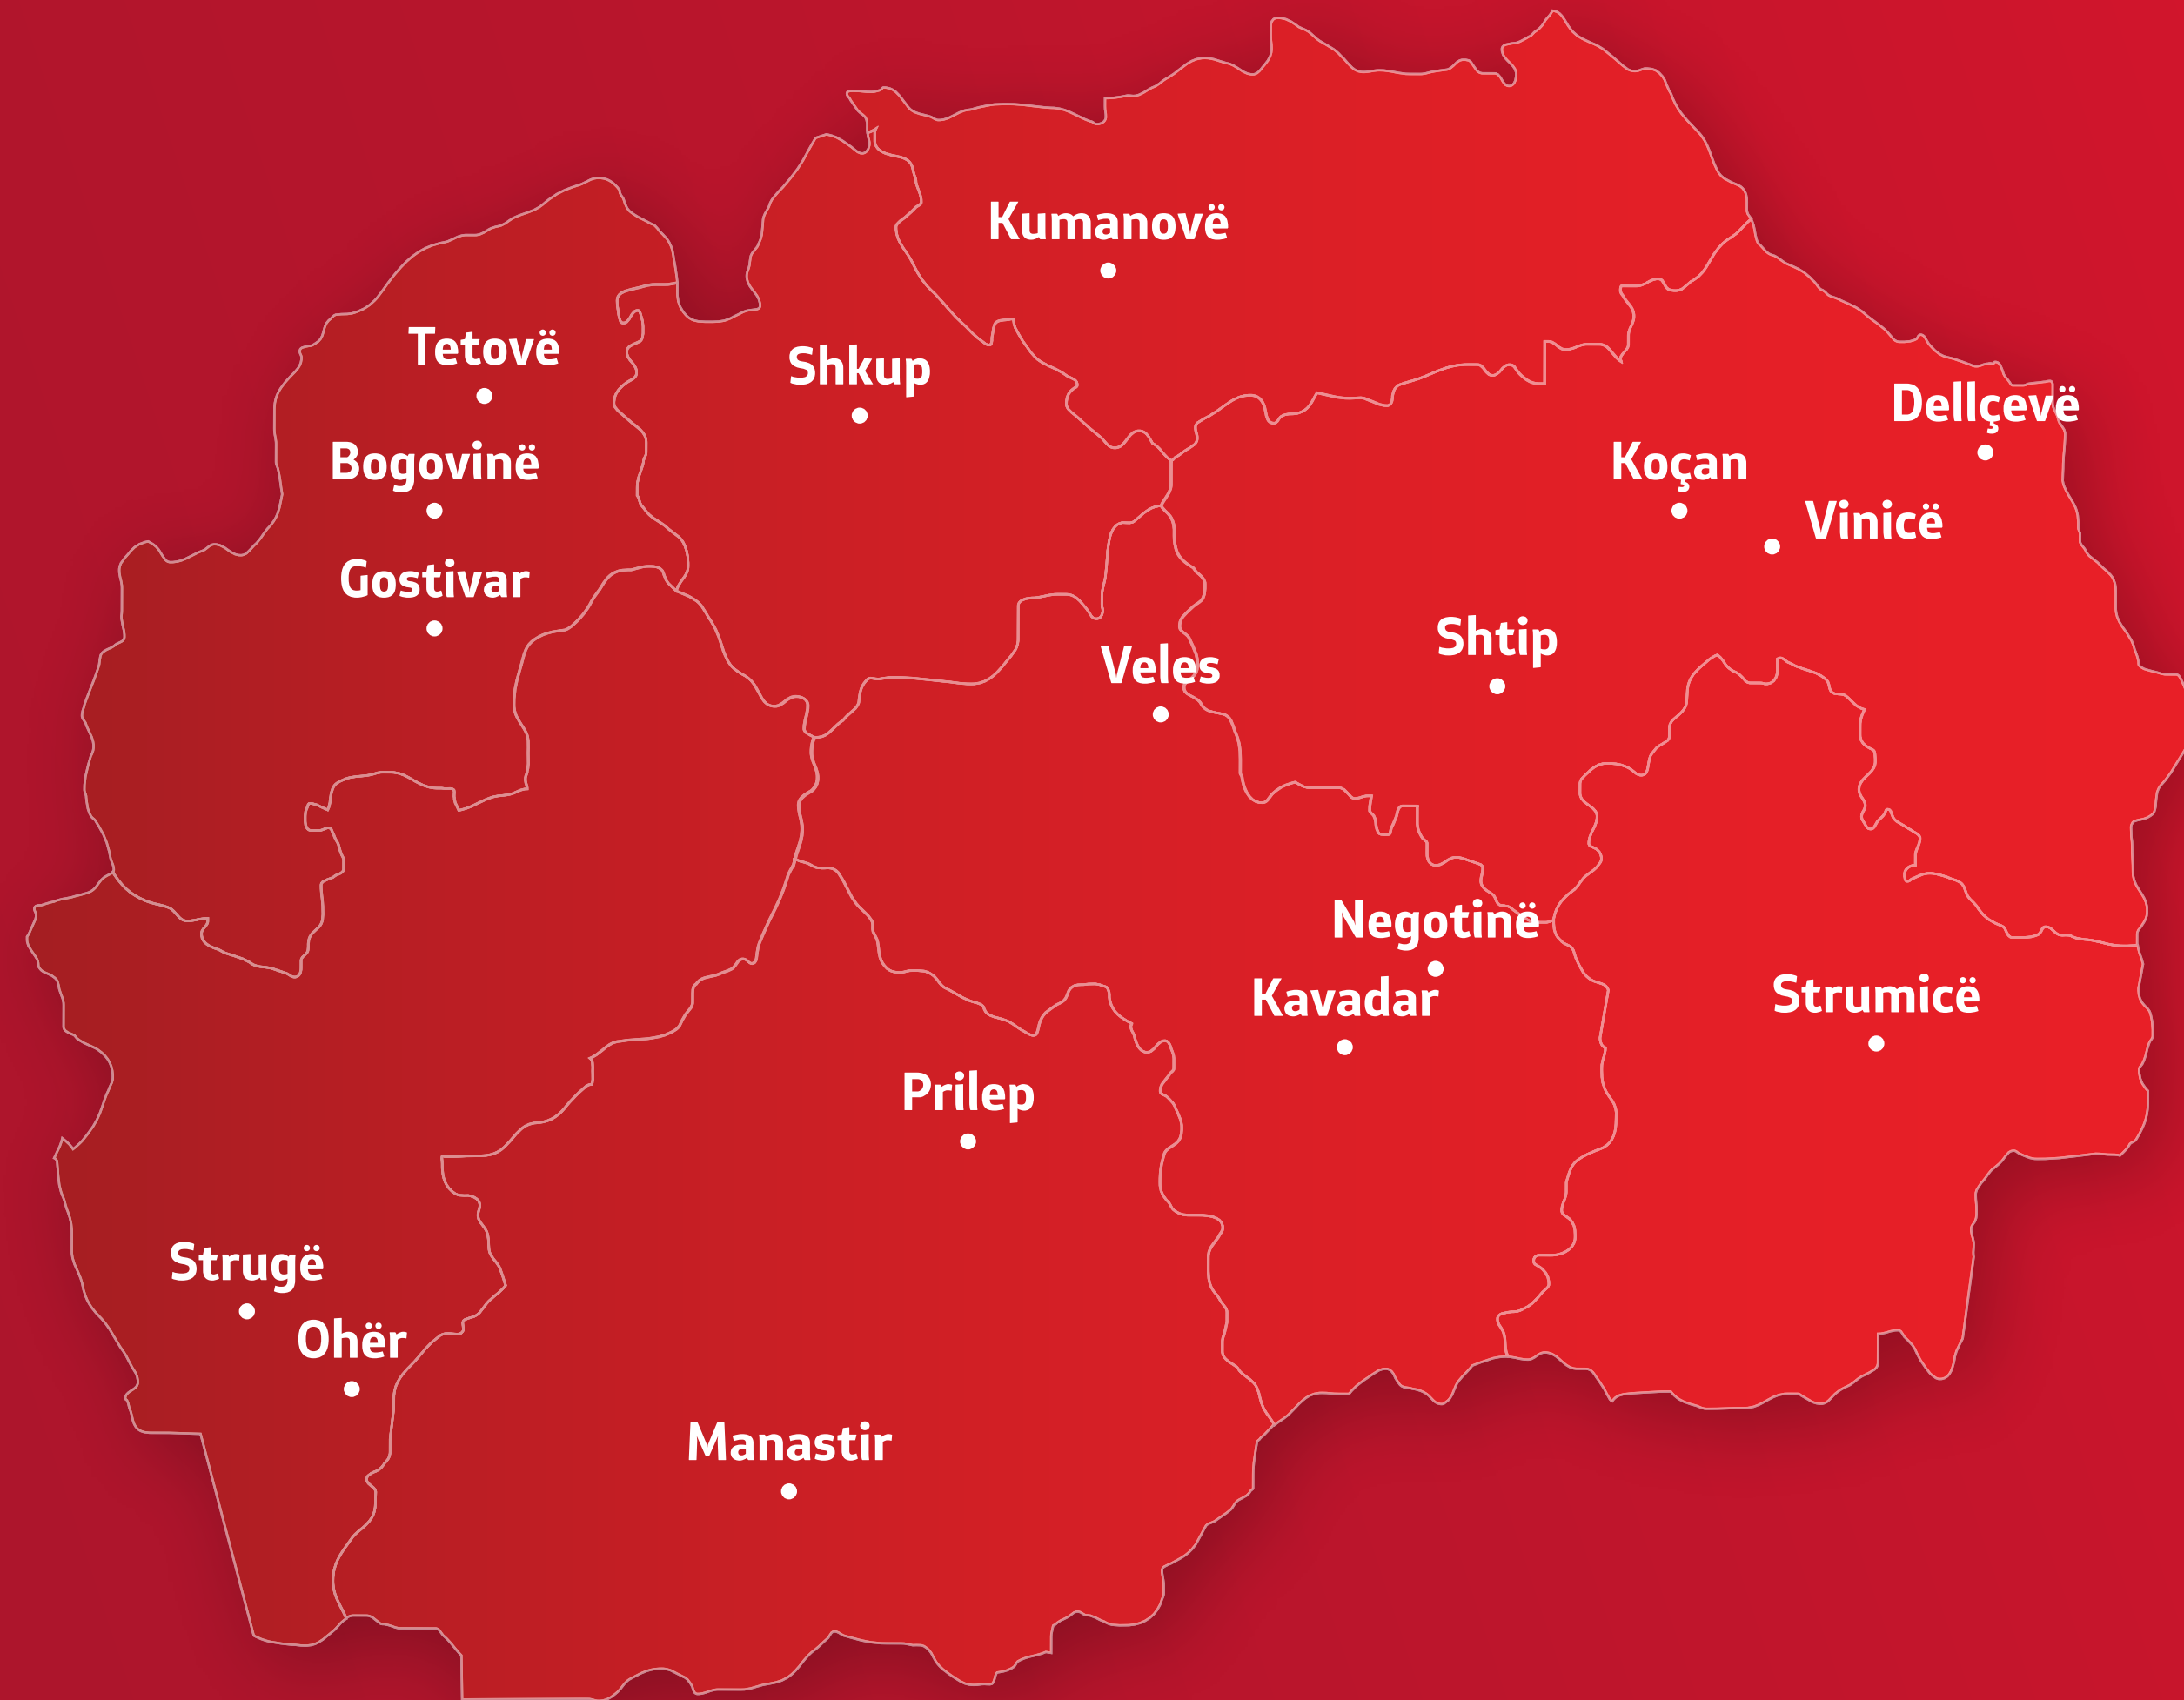 Kumanovë
Tetovë
Shkup
Dellçevë
Bogovinë
Koçan
Vinicë
Gostivar
Shtip
Veles
Negotinë
Kavadar
Strumicë
Prilep
Strugë
Ohër
Manastir